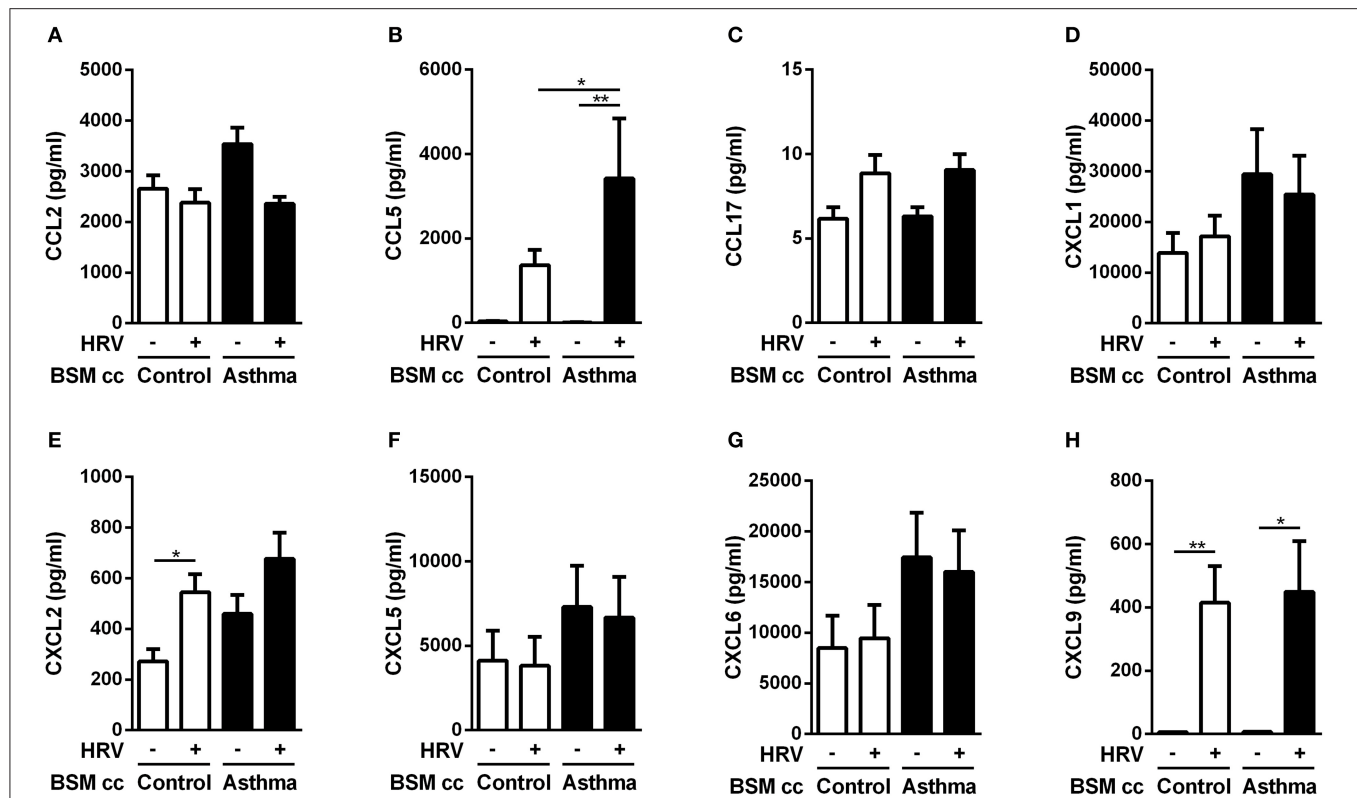 A
CCL2 (pg/ml)
5000
4000
3000
2000
1000
0
HRV - + - +
BSM cc Control Asthma
B
CCL5 (pg/ml)
6000
4000
2000
0
*
**
HRV - + - +
BSM cc Control Asthma
C
CCL17 (pg/ml)
15
10
5
0
HRV - + - +
BSM cc Control Asthma
D
CXCL1 (pg/ml)
50000
40000
30000
20000
10000
0
HRV - + - +
BSM cc Control Asthma
E
CXCL2 (pg/ml)
1000
800
600
400
200
0
*
HRV - + - +
BSM cc Control Asthma
F
CXCL5 (pg/ml)
15000
10000
5000
0
HRV - + - +
BSM cc Control Asthma
G
CXCL6 (pg/ml)
25000
20000
15000
10000
5000
0
HRV - + - +
BSM cc Control Asthma
H
CXCL9 (pg/ml)
800
600
400
200
0
**
*
HRV - + - +
BSM cc Control Asthma